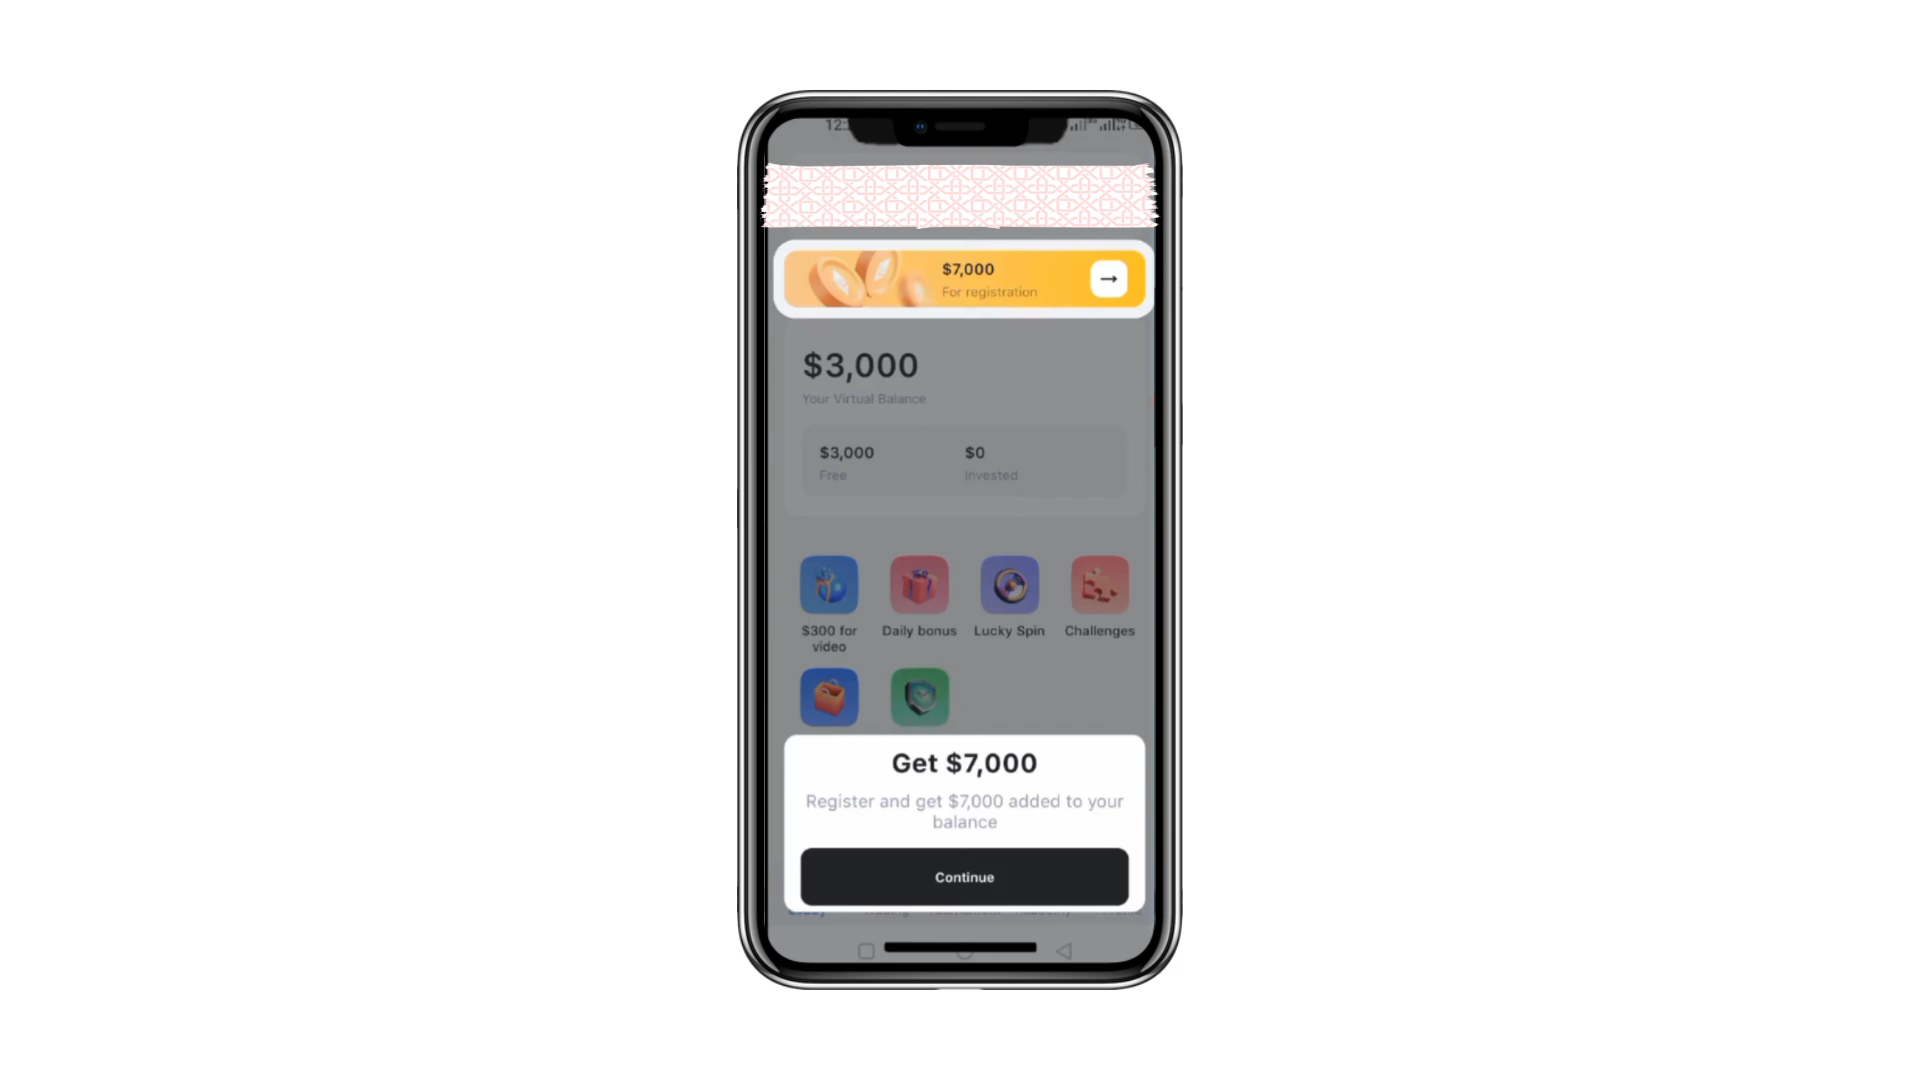 $7,000
For registration
$3,000
Your Virtual Balance
$3,000
$0
Free
Invested
$300 for
video
Daily bonus
Lucky Spin
Challenges
Get $7,000
Register and get $7,000 added to your
balance
Continue